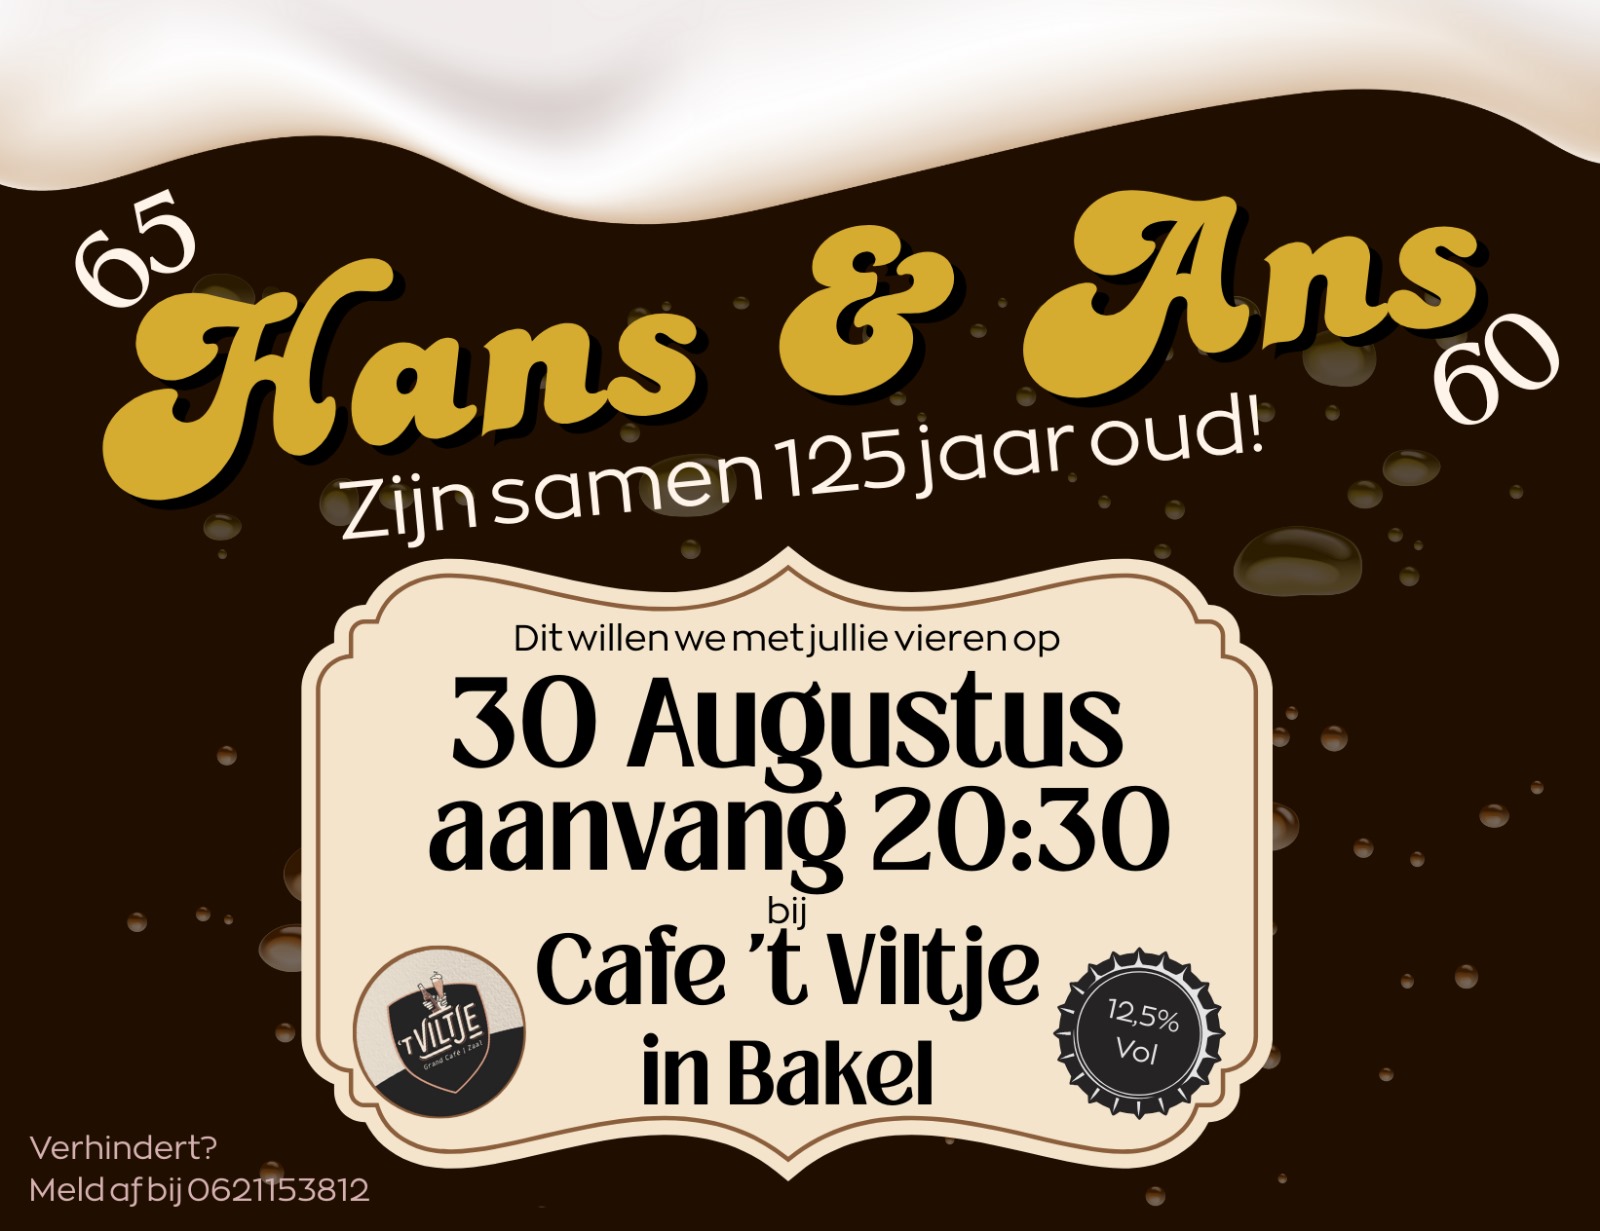 65
Hans & Ans
60
Zijn samen 125 jaar oud!
Dit willen we met jullie vieren op
30 Augustus
aanvang 20:30
bij
Cafe 't Viltje
in Bakel
'T VILTJE
Grand Café | Zaal
12,5%
Vol
Verhindert?
Meld af bij 0621153812